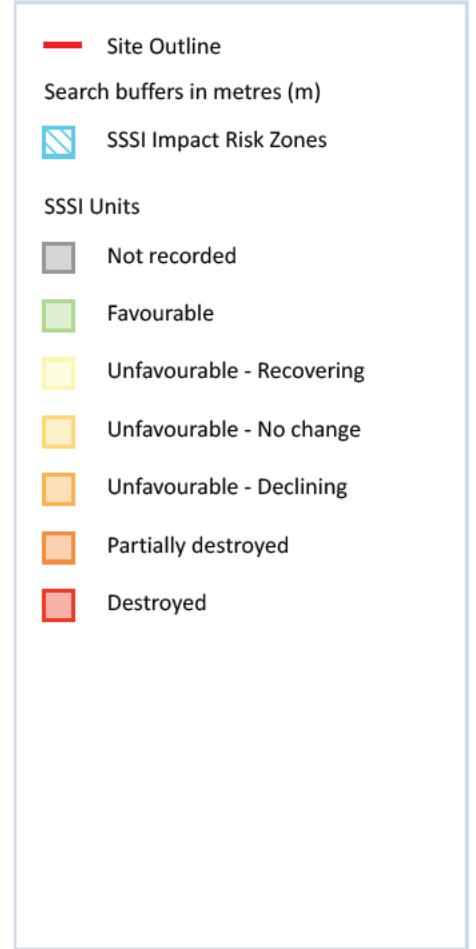 Site Outline
Search buffers in metres (m)
SSSI Impact Risk Zones
SSSI Units
Not recorded
Favourable
Unfavourable - Recovering
Unfavourable - No change
Unfavourable - Declining
Partially destroyed
Destroyed